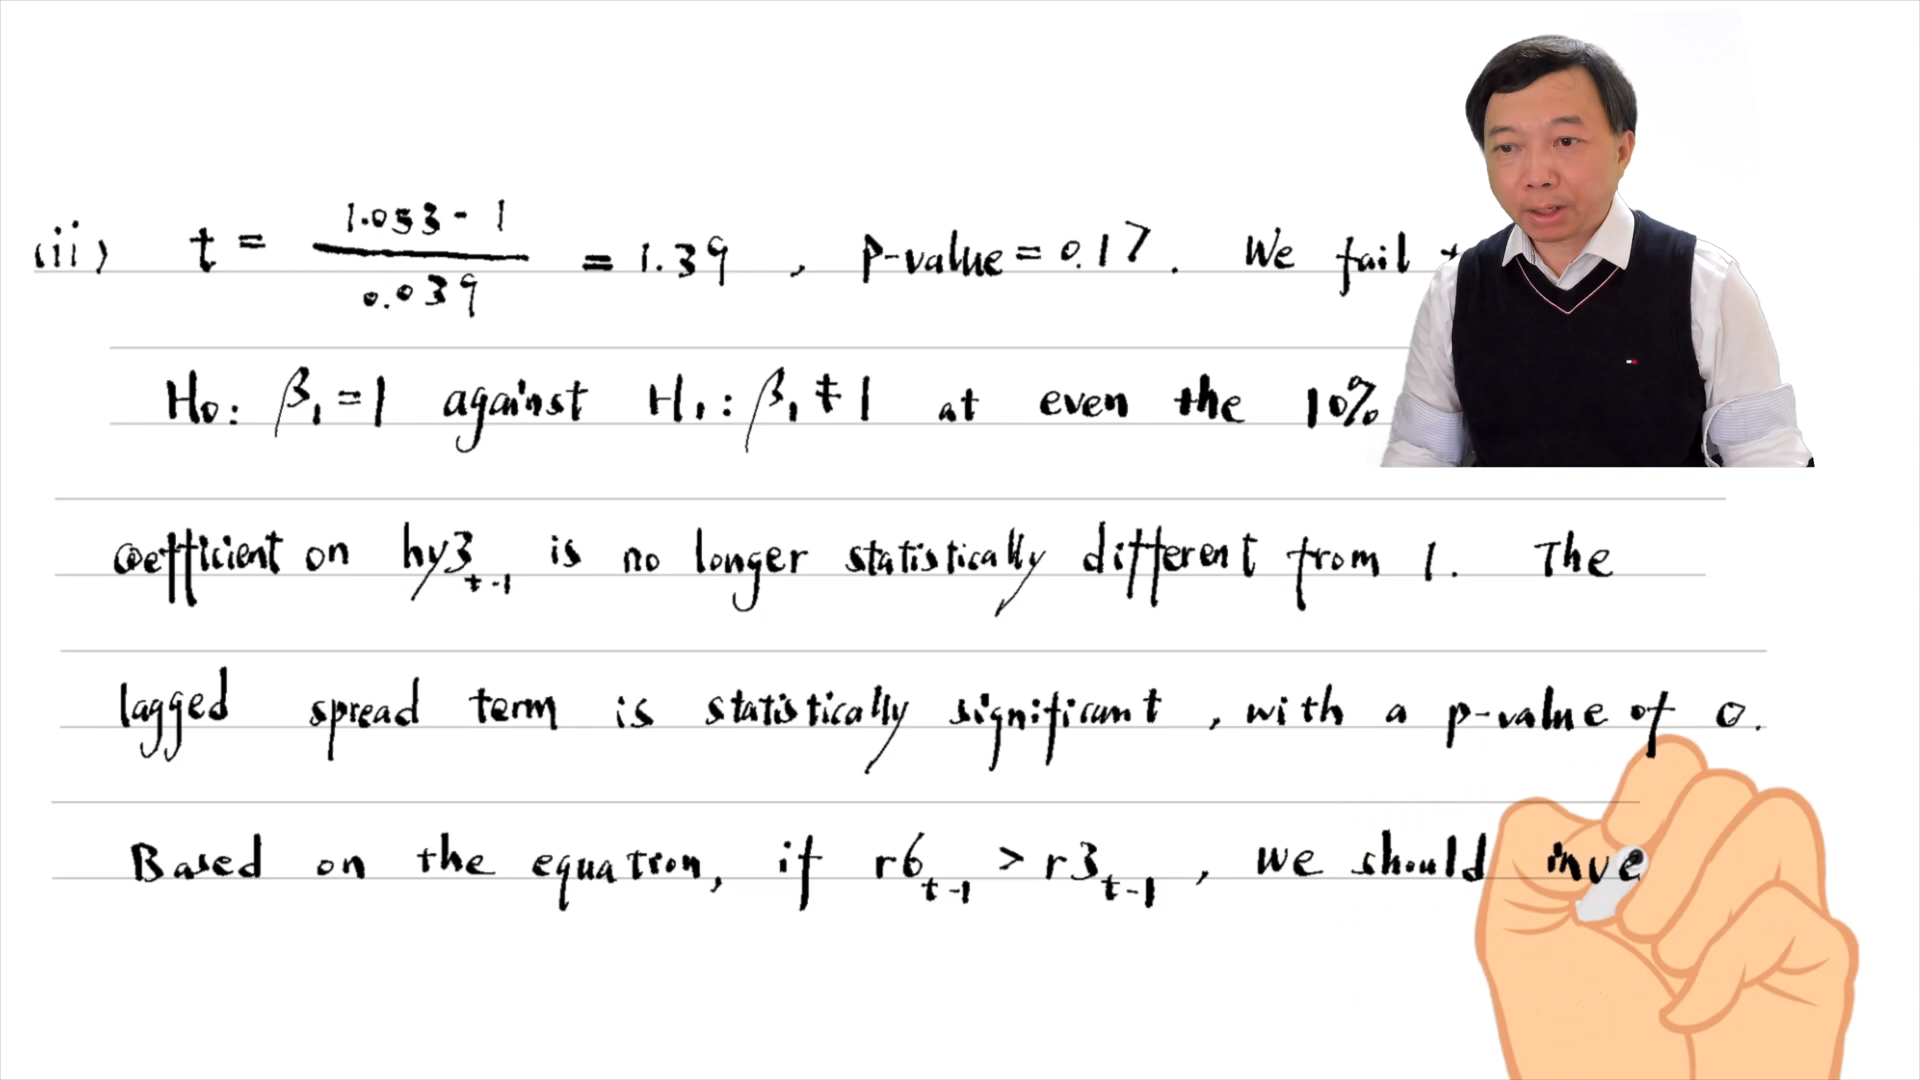 (ii) t = (1.053 - 1) / 0.039 = 1.39 , p-value = 0.17 . We fail
H₀: β₁ = 1 against H₁: β₁ ≠ 1 at even the 10%
coefficient on hy3ₜ₋₁ is no longer statistically different from 1. The
lagged spread term is statistically significant , with a p-value of 0.
Based on the equation, if r6ₜ₋₁ > r3ₜ₋₁ , we should inve